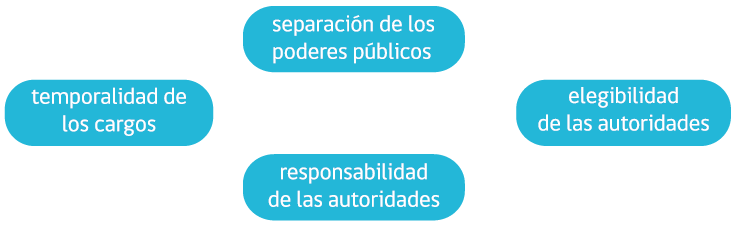 separación de los
poderes públicos
temporalidad de
los cargos
elegibilidad
de las autoridades
responsabilidad
de las autoridades